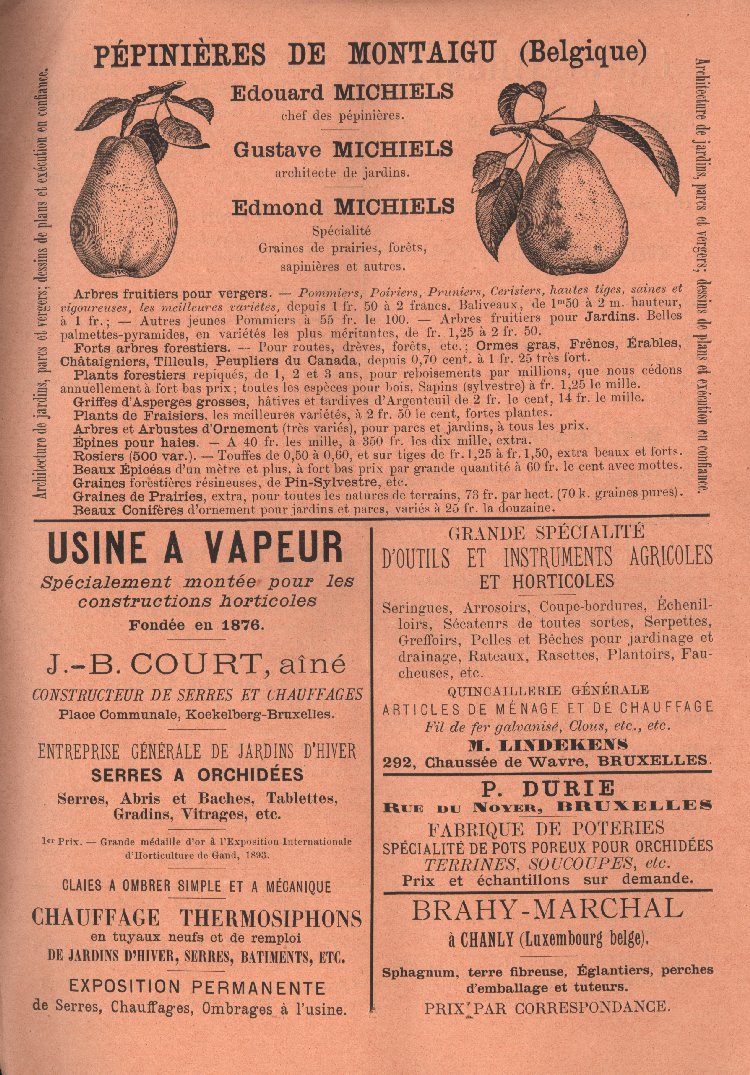 PÉPINIÈRES DE MONTAIGU (Belgique)
Architecture de jardins, parcs et vergers; dessins de plans et exécution en confiance.
Edouard MICHIELS
chef des pépinières.
Gustave MICHIELS
architecte de jardins.
Edmond MICHIELS
Spécialité
Graines de prairies, forêts,
sapinières et autres.
Architecture de jardins, parcs et vergers; dessins de plans et exécution en confiance.
Arbres fruitiers pour vergers. — Pommiers, Poiriers, Pruniers, Cerisiers, hautes tiges, saines et
vigoureuses, les meilleures variétés, depuis 1 fr. 50 à 2 francs. Baliveaux, de 1m50 à 2 m. hauteur,
à 1 fr.; — Autres jeunes Pommiers à 55 fr. le 100. — Arbres fruitiers pour Jardins. Belles
palmettes-pyramides, en variétés les plus méritantes, de fr. 1,25 à 2 fr. 50.
Forts arbres forestiers. — Pour routes, drèves, forêts, etc.; Ormes gras, Frênes, Érables,
Châtaigniers, Tilleuls, Peupliers du Canada, depuis 0,70 cent. à 1 fr. 25 très fort.
Plants forestiers repiqués, de 1, 2 et 3 ans, pour reboisements par millions, que nous cédons
annuellement à fort bas prix; toutes les espèces pour bois. Sapins (sylvestre) à fr. 1,25 le mille.
Griffes d'Asperges grosses, hâtives et tardives d'Argenteuil de 2 fr. le cent, 14 fr. le mille.
Plants de Fraisiers, les meilleures variétés, à 2 fr. 50 le cent, fortes plantes.
Arbres et Arbustes d'Ornement (très variés), pour parcs et jardins, à tous les prix.
Épines pour haies. — A 40 fr. les mille, à 350 fr. les dix mille, extra.
Rosiers (500 var.). — Touffes de 0,50 à 0,60, et sur tiges de fr. 1,25 à fr. 1,50, extra beaux et forts.
Beaux Epicéas d'un mètre et plus, à fort bas prix par grande quantité à 60 fr. le cent avec mottes.
Graines forestières résineuses, de Pin-Sylvestre, etc.
Graines de Prairies, extra, pour toutes les natures de terrains, 73 fr. par hect. (70 k. graines pures).
Beaux Conifères d'ornement pour jardins et parcs, variés à 25 fr. la douzaine.
USINE A VAPEUR
Spécialement montée pour les
constructions horticoles
Fondée en 1876.
J.-B. COURT, aîné
CONSTRUCTEUR DE SERRES ET CHAUFFAGES
Place Communale, Koekelberg-Bruxelles.
ENTREPRISE GÉNÉRALE DE JARDINS D'HIVER
SERRES A ORCHIDÉES
Serres, Abris et Baches, Tablettes,
Gradins, Vitrages, etc.
1er Prix. — Grande médaille d'or à l'Exposition Internationale
d'Horticulture de Gand, 1893.
CLAIES A OMBRER SIMPLE ET A MÉCANIQUE
CHAUFFAGE THERMOSIPHONS
en tuyaux neufs et de remploi
DE JARDINS D'HIVER, SERRES, BATIMENTS, ETC.
EXPOSITION PERMANENTE
de Serres, Chauffages, Ombrages à l'usine.
GRANDE SPÉCIALITÉ
D'OUTILS ET INSTRUMENTS AGRICOLES
ET HORTICOLES
Seringues, Arrosoirs, Coupe-bordures, Échenil-
loirs, Sécateurs de toutes sortes, Serpettes,
Greffoirs, Pelles et Bêches pour jardinage et
drainage, Rateaux, Rasettes, Plantoirs, Fau-
cheuses, etc.
QUINCAILLERIE GÉNÉRALE
ARTICLES DE MÉNAGE ET DE CHAUFFAGE
Fil de fer galvanisé, Clous, etc., etc.
M. LINDEKENS
292, Chaussée de Wavre, BRUXELLES.
P. DURIE
RUE DU NOYER, BRUXELLES
FABRIQUE DE POTERIES
SPÉCIALITÉ DE POTS POREUX POUR ORCHIDÉES
TERRINES, SOUCOUPES, etc.
Prix et échantillons sur demande.
BRAHY-MARCHAL
à CHANLY (Luxembourg belge).
Sphagnum, terre fibreuse, Églantiers, perches
d'emballage et tuteurs.
PRIX PAR CORRESPONDANCE.